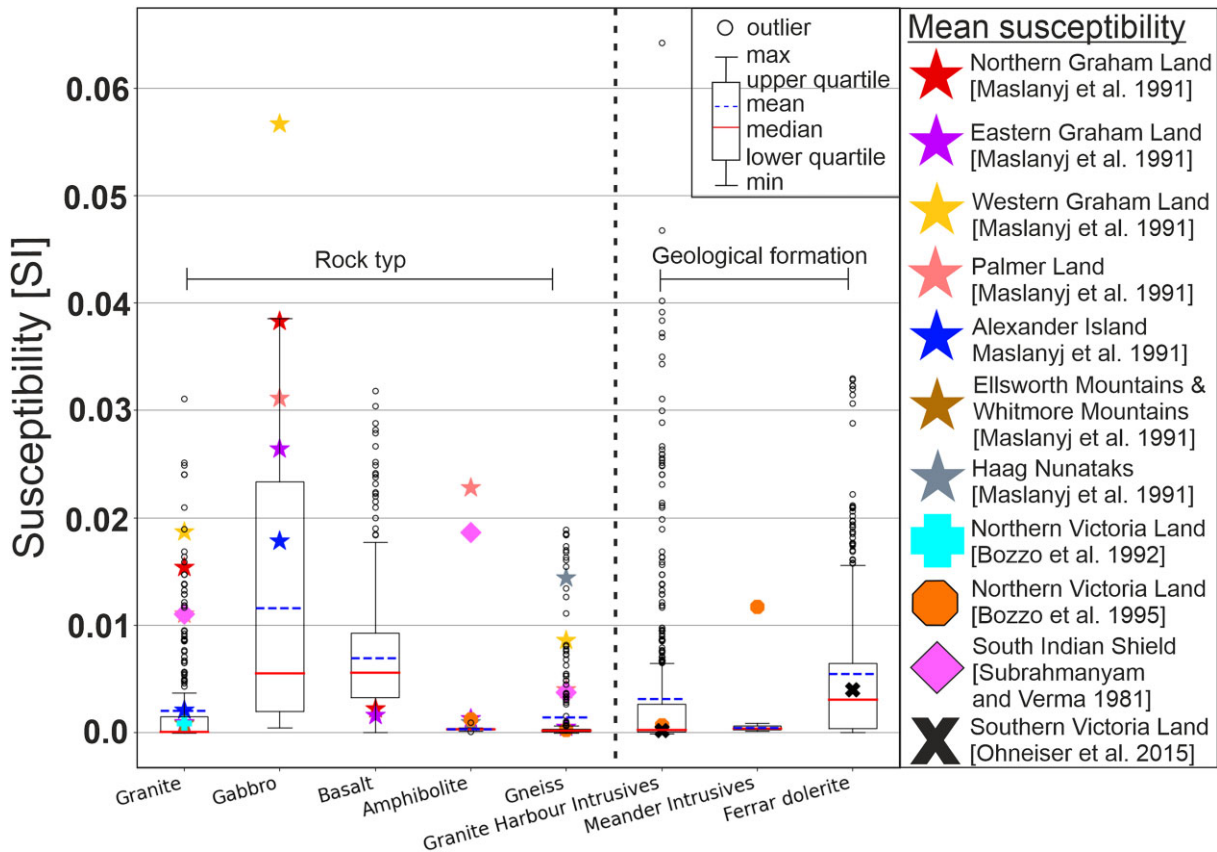 Susceptibility [SI]
0.06
0.05
0.04
0.03
0.02
0.01
0.0
Rock typ
Geological formation
outlier
max
upper quartile
mean
median
lower quartile
min
Granite
Gabbro
Basalt
Amphibolite
Gneiss
Granite Harbour Intrusives
Meander Intrusives
Ferrar dolerite
Mean susceptibility
Northern Graham Land
[Maslanyj et al. 1991]
Eastern Graham Land
[Maslanyj et al. 1991]
Western Graham Land
[Maslanyj et al. 1991]
Palmer Land
[Maslanyj et al. 1991]
Alexander Island
Maslanyj et al. 1991]
Ellsworth Mountains &
Whitmore Mountains
[Maslanyj et al. 1991]
Haag Nunataks
[Maslanyj et al. 1991]
Northern Victoria Land
[Bozzo et al. 1992]
Northern Victoria Land
[Bozzo et al. 1995]
South Indian Shield
[Subrahmanyam
and Verma 1981]
Southern Victoria Land
[Ohneiser et al. 2015]